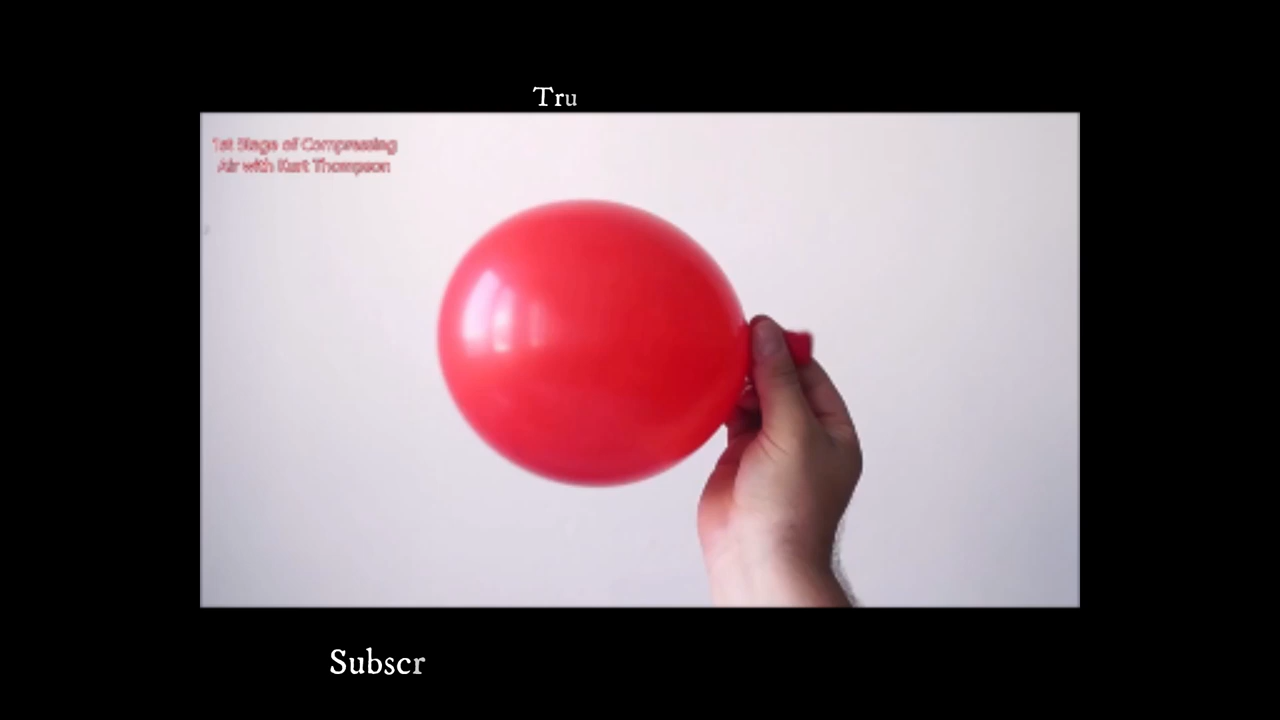 Tru
1st Stage of Compressing
Air with Kurt Thompson
Subscr